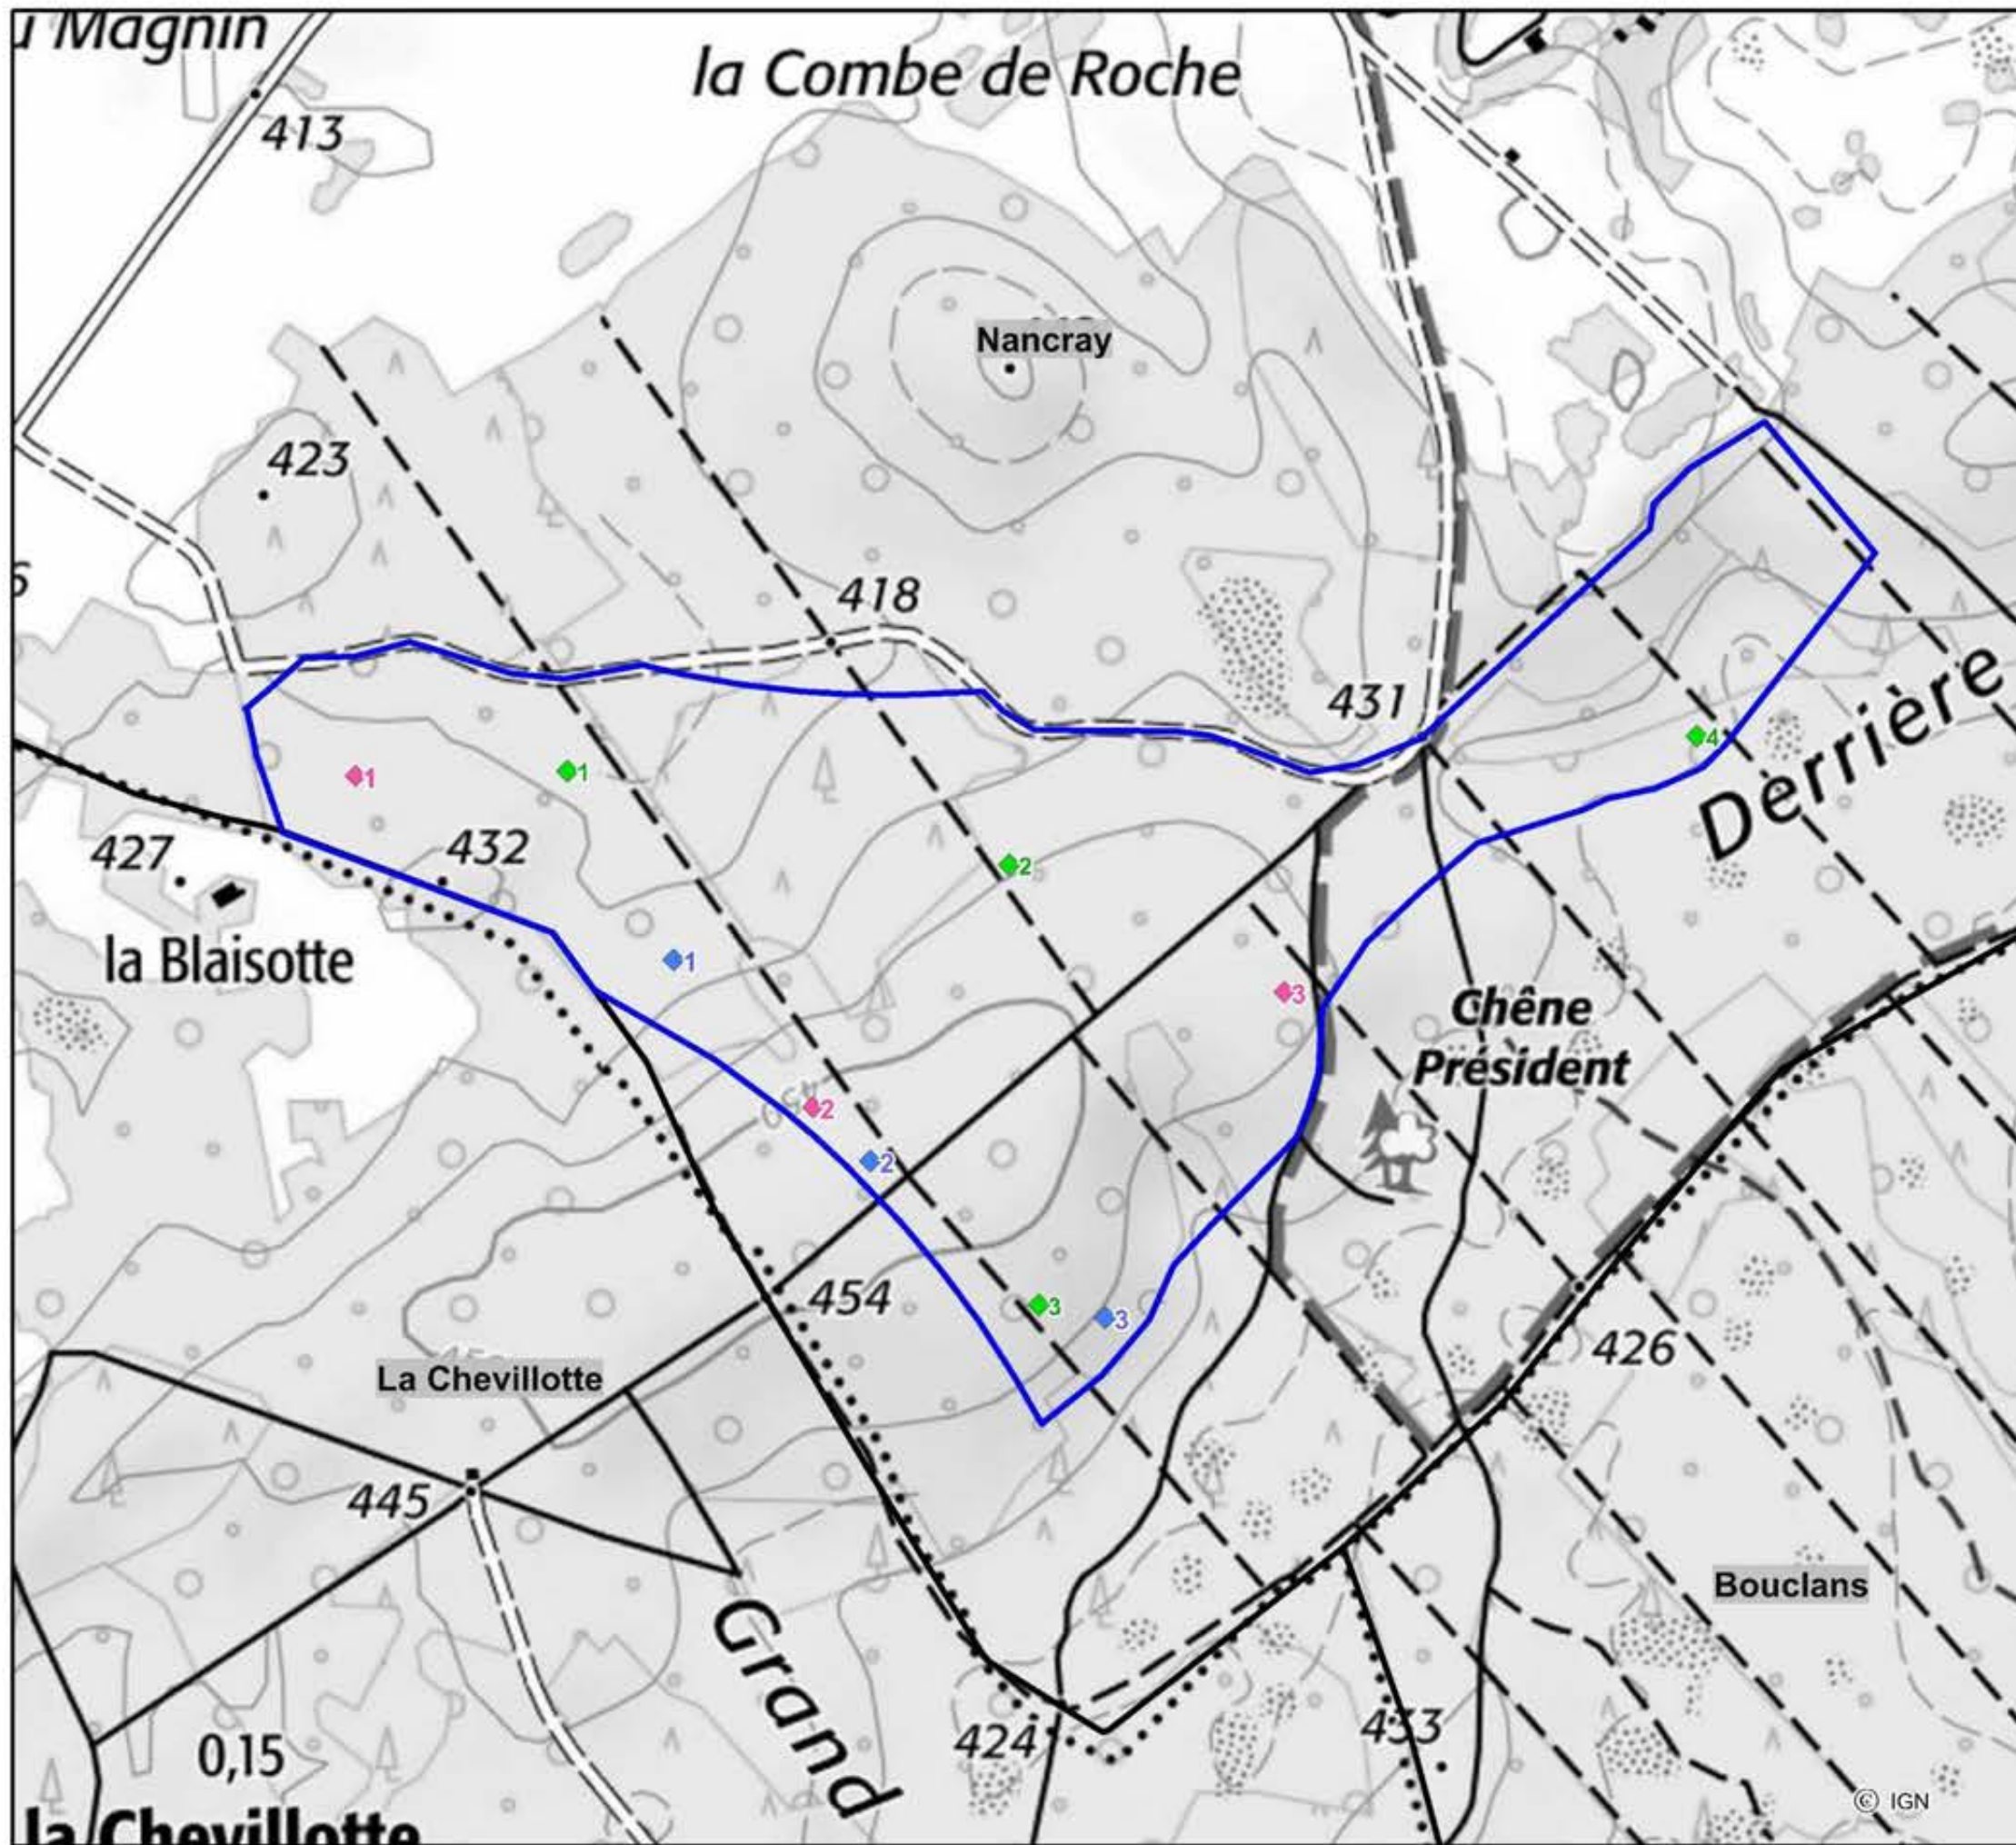 u Magnin
la Combe de Roche
413
Nancray
423
418
431
1
1
4
Derrière
432
427
2
la Blaisotte
1
3
Chêne
Président
2
2
454
3
3
426
La Chevillotte
445
Bouclans
Grand
424
433
0,15
la Chevillotte
© IGN